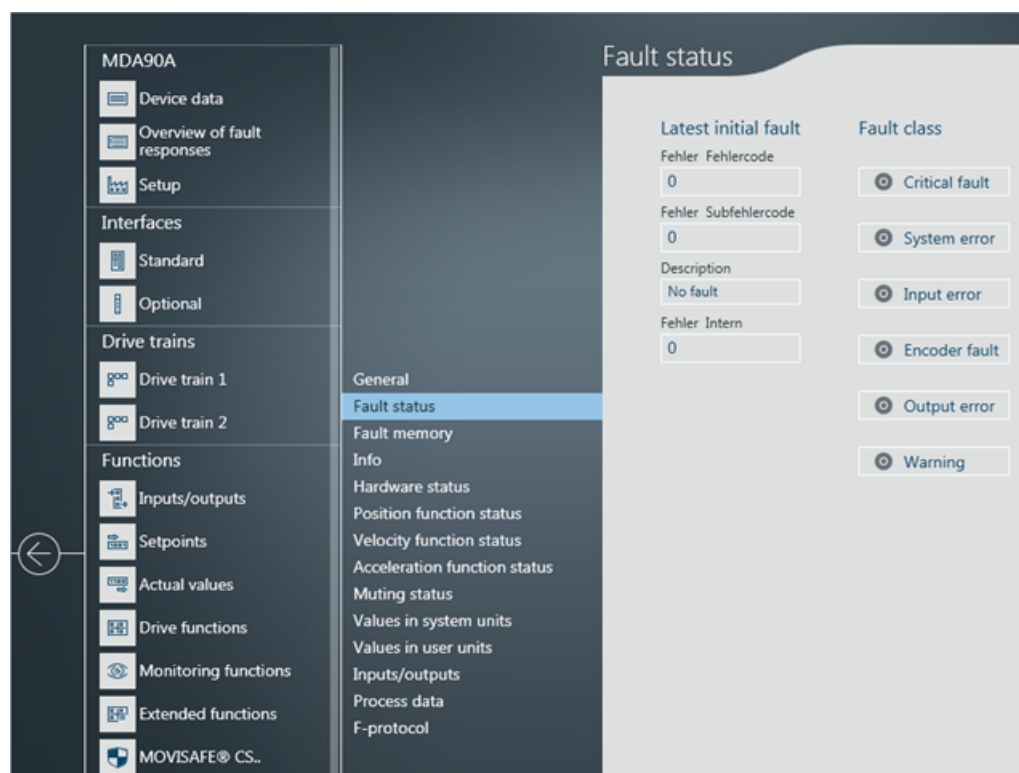 MDA90A
Device data
Overview of fault
responses
Setup
Interfaces
Standard
Optional
Drive trains
Drive train 1
Drive train 2
Functions
Inputs/outputs
Setpoints
Actual values
Drive functions
Monitoring functions
Extended functions
MOVISAFE® CS..
General
Fault status
Fault memory
Info
Hardware status
Position function status
Velocity function status
Acceleration function status
Muting status
Values in system units
Values in user units
Inputs/outputs
Process data
F-protocol
Fault status
Latest initial fault
Fehler Fehlercode
0
Fehler Subfehlercode
0
Description
No fault
Fehler Intern
0
Fault class
Critical fault
System error
Input error
Encoder fault
Output error
Warning